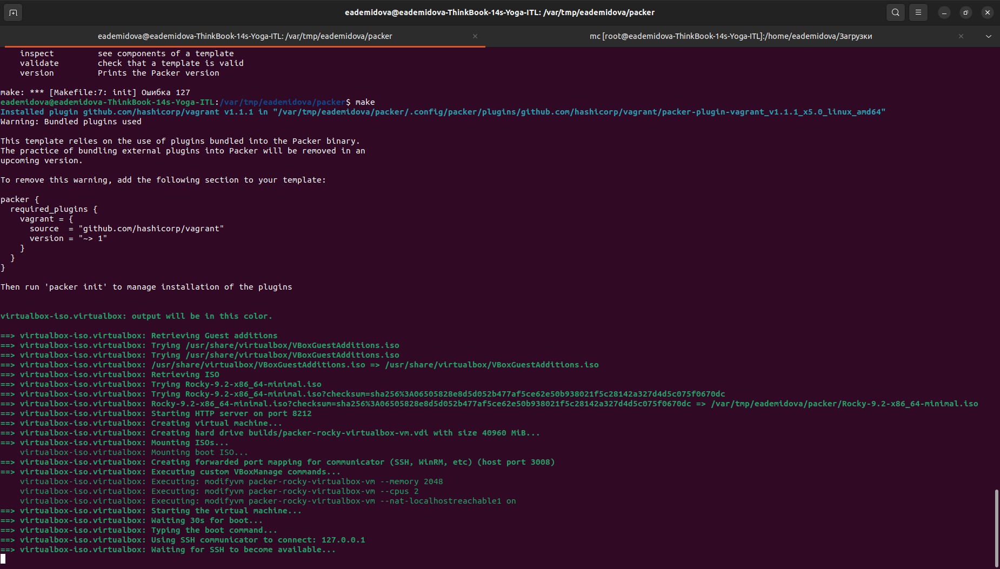 eademidova@eademidova-ThinkBook-14s-Yoga-ITL: /var/tmp/eademidova/packer
eademidova@eademidova-ThinkBook-14s-Yoga-ITL: /var/tmp/eademidova/packer
mc [root@eademidova-ThinkBook-14s-Yoga-ITL]:/home/eademidova/Загрузки
inspect         see components of a template
validate        check that a template is valid
version         Prints the Packer version
make: *** [Makefile:7: init] Ошибка 127
eademidova@eademidova-ThinkBook-14s-Yoga-ITL:/var/tmp/eademidova/packer$ make
Installed plugin github.com/hashicorp/vagrant v1.1.1 in "/var/tmp/eademidova/packer/.config/packer/plugins/github.com/hashicorp/vagrant/packer-plugin-vagrant_v1.1.1_x5.0_linux_amd64"
Warning: Bundled plugins used
This template relies on the use of plugins bundled into the Packer binary.
The practice of bundling external plugins into Packer will be removed in an
upcoming version.
To remove this warning, add the following section to your template:
packer {
  required_plugins {
    vagrant = {
      source  = "github.com/hashicorp/vagrant"
      version = "~> 1"
    }
  }
}
Then run 'packer init' to manage installation of the plugins
virtualbox-iso.virtualbox: output will be in this color.
==> virtualbox-iso.virtualbox: Retrieving Guest additions
==> virtualbox-iso.virtualbox: Trying /usr/share/virtualbox/VBoxGuestAdditions.iso
==> virtualbox-iso.virtualbox: Trying /usr/share/virtualbox/VBoxGuestAdditions.iso
==> virtualbox-iso.virtualbox: /usr/share/virtualbox/VBoxGuestAdditions.iso => /usr/share/virtualbox/VBoxGuestAdditions.iso
==> virtualbox-iso.virtualbox: Retrieving ISO
==> virtualbox-iso.virtualbox: Trying Rocky-9.2-x86_64-minimal.iso
==> virtualbox-iso.virtualbox: Trying Rocky-9.2-x86_64-minimal.iso?checksum=sha256%3A06505828e8d5d052b477af5ce62e50b938021f5c28142a327d4d5c075f0670dc
==> virtualbox-iso.virtualbox: Rocky-9.2-x86_64-minimal.iso?checksum=sha256%3A06505828e8d5d052b477af5ce62e50b938021f5c28142a327d4d5c075f0670dc => /var/tmp/eademidova/packer/Rocky-9.2-x86_64-minimal.iso
==> virtualbox-iso.virtualbox: Starting HTTP server on port 8212
==> virtualbox-iso.virtualbox: Creating virtual machine...
==> virtualbox-iso.virtualbox: Creating hard drive builds/packer-rocky-virtualbox-vm.vdi with size 40960 MiB...
==> virtualbox-iso.virtualbox: Mounting ISOs...
    virtualbox-iso.virtualbox: Mounting boot ISO...
==> virtualbox-iso.virtualbox: Creating forwarded port mapping for communicator (SSH, WinRM, etc) (host port 3008)
==> virtualbox-iso.virtualbox: Executing custom VBoxManage commands...
    virtualbox-iso.virtualbox: Executing: modifyvm packer-rocky-virtualbox-vm --memory 2048
    virtualbox-iso.virtualbox: Executing: modifyvm packer-rocky-virtualbox-vm --cpus 2
    virtualbox-iso.virtualbox: Executing: modifyvm packer-rocky-virtualbox-vm --nat-localhostreachable1 on
==> virtualbox-iso.virtualbox: Starting the virtual machine...
==> virtualbox-iso.virtualbox: Waiting 30s for boot...
==> virtualbox-iso.virtualbox: Typing the boot command...
==> virtualbox-iso.virtualbox: Using SSH communicator to connect: 127.0.0.1
==> virtualbox-iso.virtualbox: Waiting for SSH to become available...